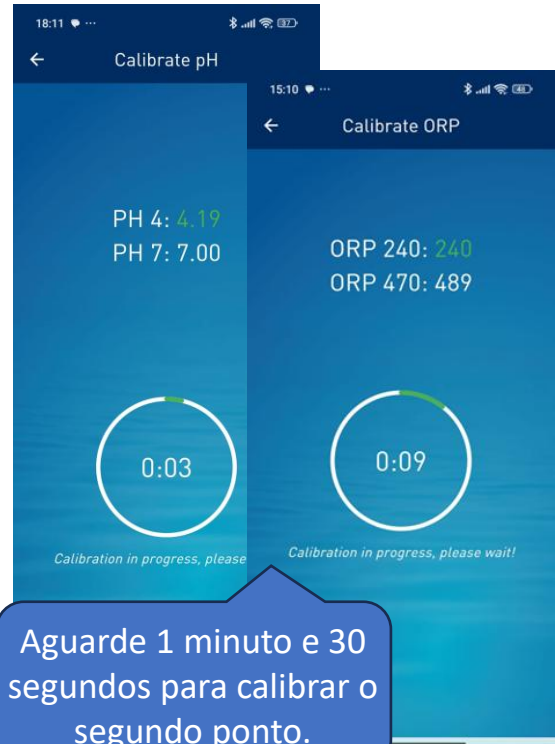 18:11
37
Calibrate pH
PH 4: 4.19
PH 7: 7.00
0:03
Calibration in progress, please
15:10
Calibrate ORP
ORP 240: 240
ORP 470: 489
0:09
Calibration in progress, please wait!
Aguarde 1 minuto e 30
segundos para calibrar o
segundo ponto.